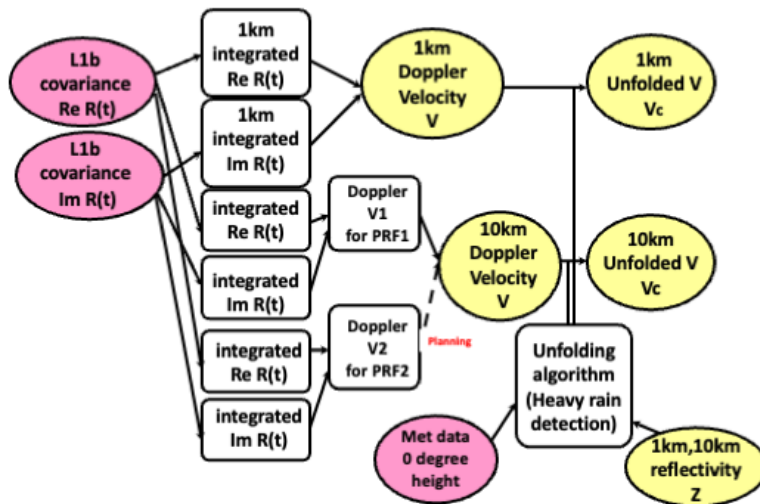 L1b
covariance
Re R(t)
L1b
covariance
Im R(t)
1km
integrated
Re R(t)
1km
integrated
Im R(t)
integrated
Re R(t)
integrated
Im R(t)
integrated
Re R(t)
integrated
Im R(t)
Doppler
V1
for PRF1
Doppler
V2
for PRF2
1km
Doppler
Velocity
V
10km
Doppler
Velocity
V
Planning
1km
Unfolded V
Vc
10km
Unfolded V
Vc
Unfolding
algorithm
(Heavy rain
detection)
Met data
0 degree
height
1km,10km
reflectivity
Z